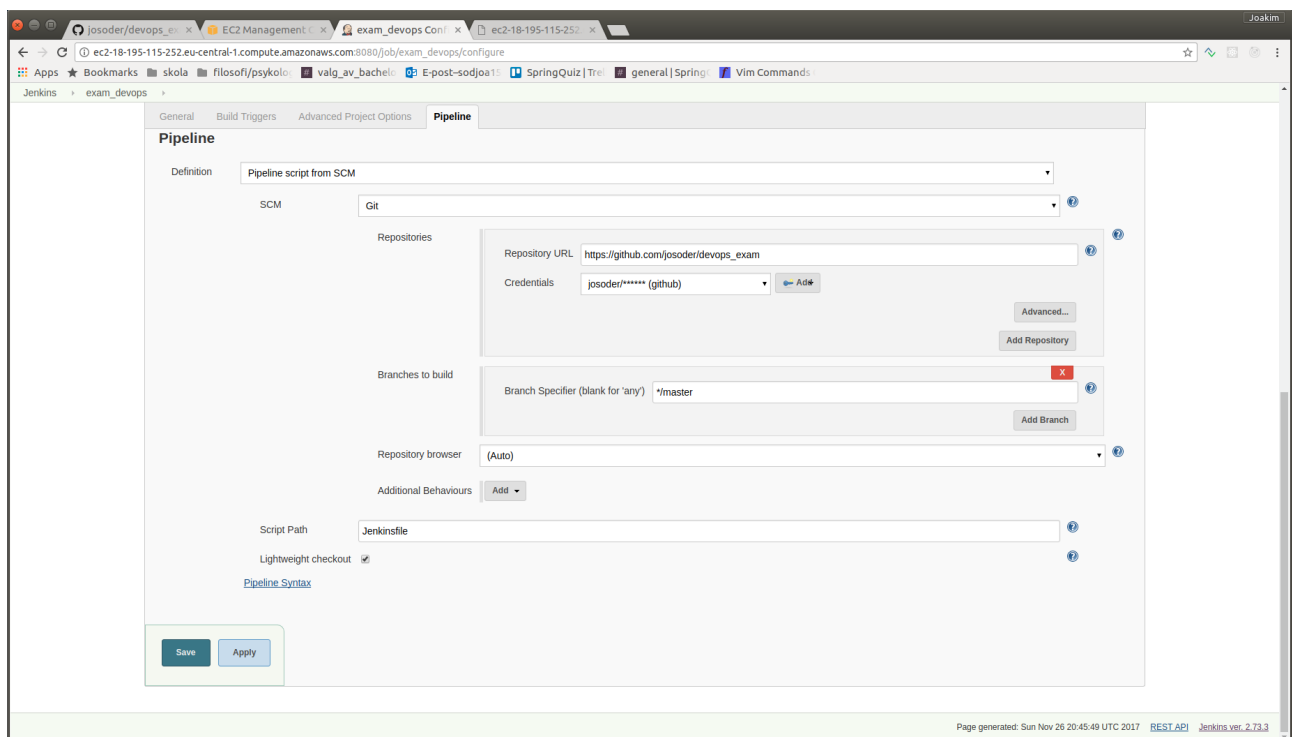 Joakim
josoder/devops_ex
EC2 Management C
exam_devops Conf
ec2-18-195-115-252
ec2-18-195-115-252.eu-central-1.compute.amazonaws.com:8080/job/exam_devops/configure
Apps Bookmarks skola filosofi/psykolo valg_av_bachelo E-post–sodjoa15 SpringQuiz|Trel general|Spring Vim Commands
Jenkins exam_devops
General Build Triggers Advanced Project Options Pipeline
Pipeline
Definition Pipeline script from SCM
SCM Git
Repositories
Repository URL https://github.com/josoder/devops_exam
Credentials josoder/****** (github) Add
Advanced...
Add Repository
Branches to build X
Branch Specifier (blank for 'any') */master
Add Branch
Repository browser (Auto)
Additional Behaviours Add
Script Path Jenkinsfile
Lightweight checkout
Pipeline Syntax
Save Apply
Page generated: Sun Nov 26 20:45:49 UTC 2017 REST API Jenkins ver. 2.73.3